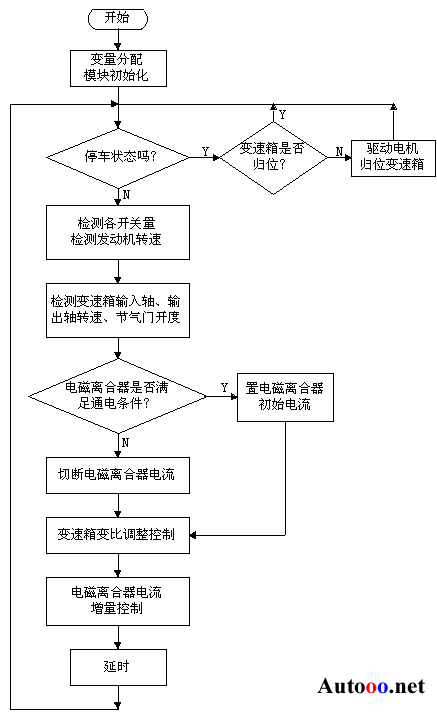 开始
变量分配
模块初始化
停车状态吗?
Y
变速箱是否
归位?
Y
N
驱动电机
归位变速箱
N
检测各开关量
检测发动机转速
检测变速箱输入轴、输
出轴转速、节气门开度
电磁离合器是否满
足通电条件?
Y
置电磁离合器
初始电流
N
切断电磁离合器电流
变速箱变比调整控制
电磁离合器电流
增量控制
延时
Autooo.net